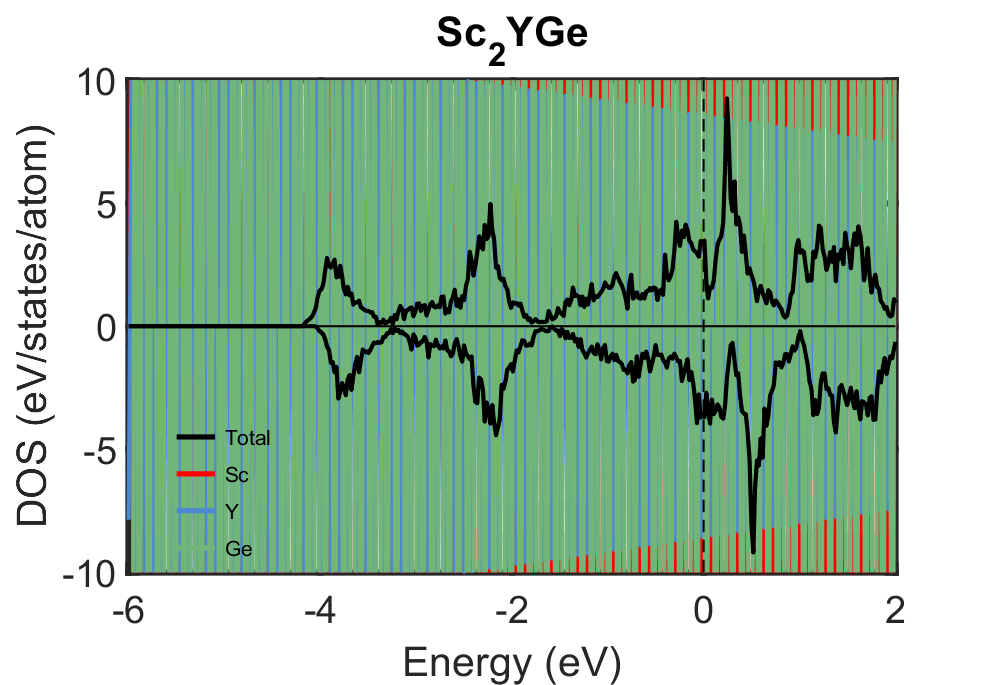 Sc₂YGe
10
5
0
-5
-10
DOS (eV/states/atom)
Total
Sc
Y
Ge
-6 -4 -2 0 2
Energy (eV)